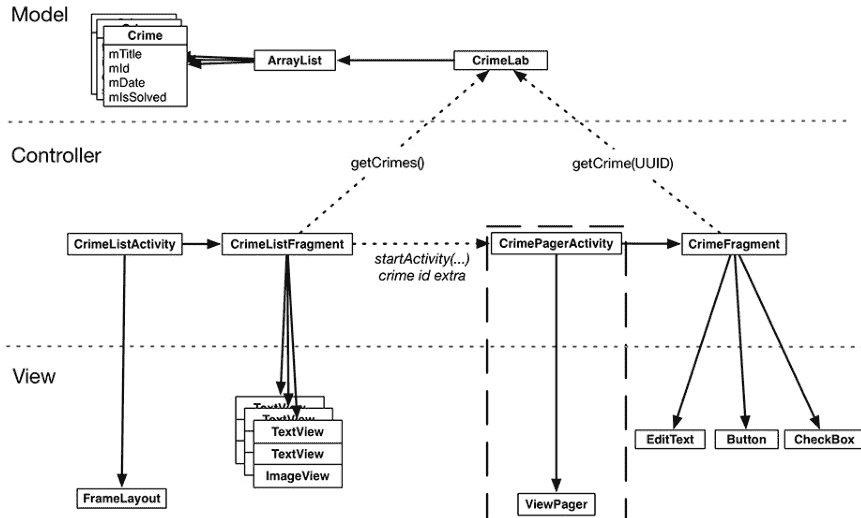 Model
Crime
mTitle
mId
mDate
mIsSolved
ArrayList
CrimeLab
Controller
getCrimes()
getCrime(UUID)
CrimeListActivity
CrimeListFragment
startActivity(...)
crime id extra
CrimePagerActivity
CrimeFragment
View
TextView
TextView
TextView
TextView
ImageView
EditText
Button
CheckBox
FrameLayout
ViewPager